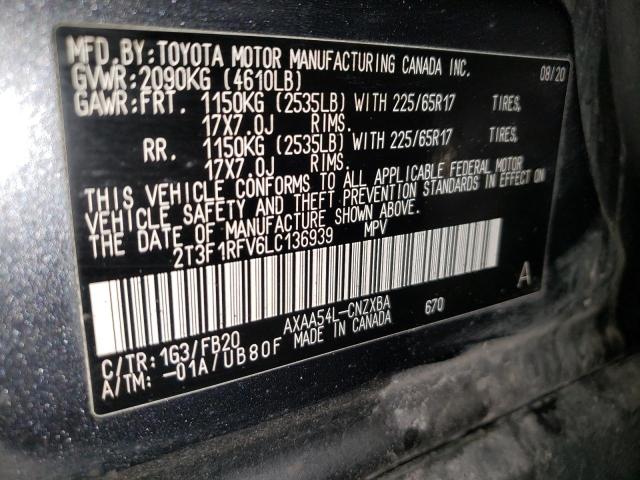 MFD.BY:TOYOTA MOTOR MANUFACTURING CANADA INC. 08/20
GVWR:2090KG (4610LB)
GAWR:FRT. 1150KG (2535LB) WITH 225/65R17 TIRES,
17X7.0J RIMS.
RR. 1150KG (2535LB) WITH 225/65R17 TIRES,
17X7.0J RIMS.
THIS VEHICLE CONFORMS TO ALL APPLICABLE FEDERAL MOTOR
VEHICLE SAFETY AND THEFT PREVENTION STANDARDS IN EFFECT ON
THE DATE OF MANUFACTURE SHOWN ABOVE.
2T3F1RFV6LC136939 MPV
A
AXAA54L-CNZXBA 670
C/TR:1G3/FB20 MADE IN CANADA
A/TM:-01A/UB80F